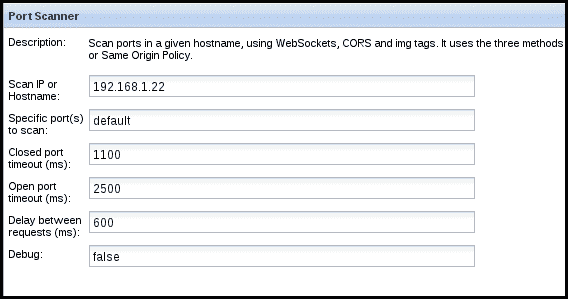 Port Scanner
Description: Scan ports in a given hostname, using WebSockets, CORS and img tags. It uses the three methods
or Same Origin Policy.
Scan IP or
Hostname: 192.168.1.22
Specific port(s)
to scan: default
Closed port
timeout (ms): 1100
Open port
timeout (ms): 2500
Delay between
requests (ms): 600
Debug: false